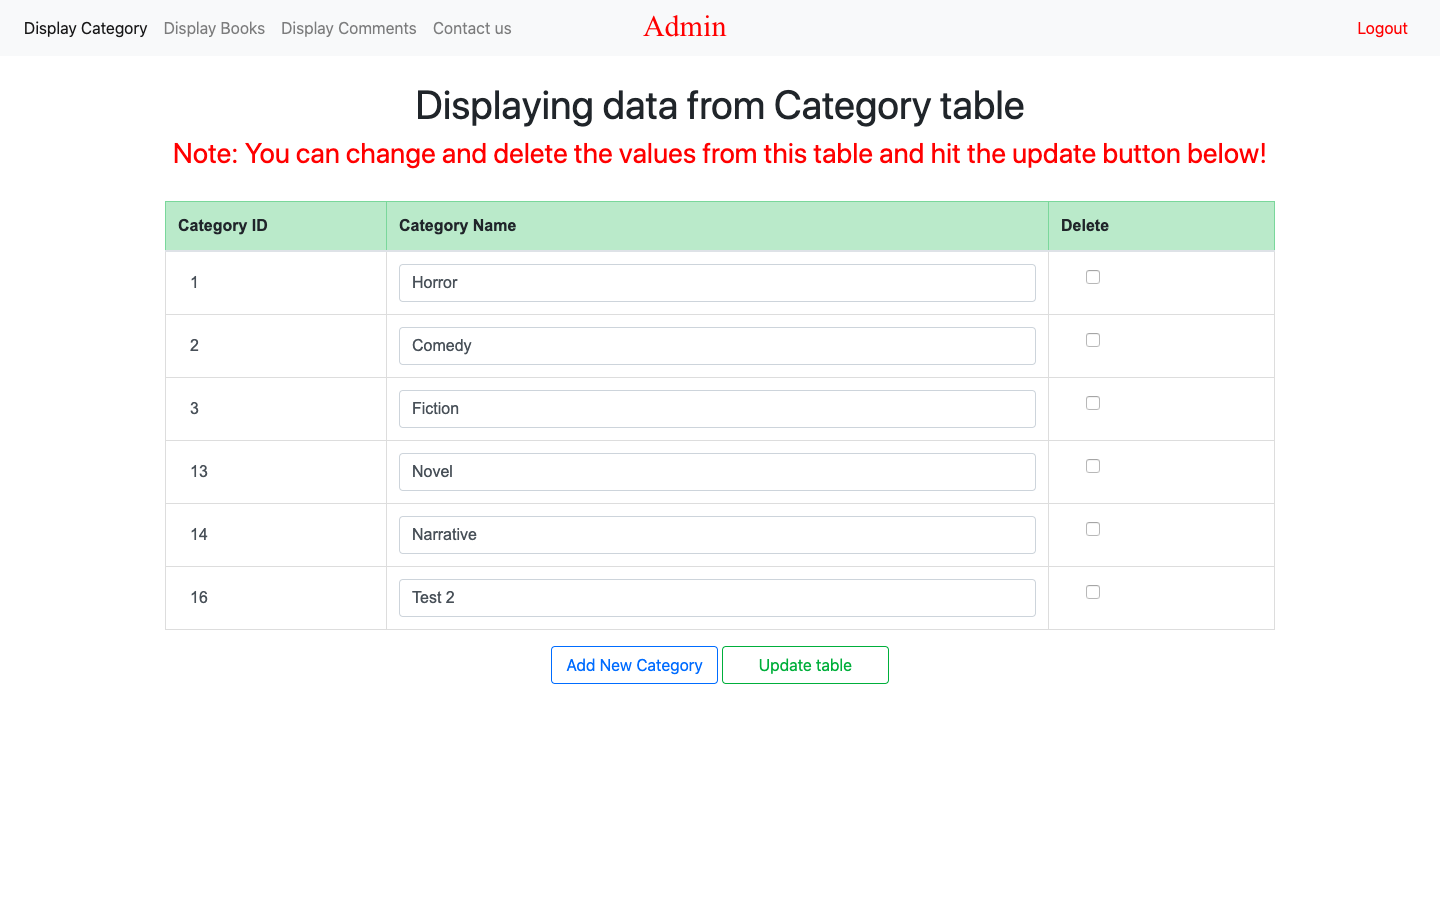 Display Category Display Books Display Comments Contact us Admin Logout
Displaying data from Category table
Note: You can change and delete the values from this table and hit the update button below!
Category ID Category Name Delete
1 Horror
2 Comedy
3 Fiction
13 Novel
14 Narrative
16 Test 2
Add New Category Update table